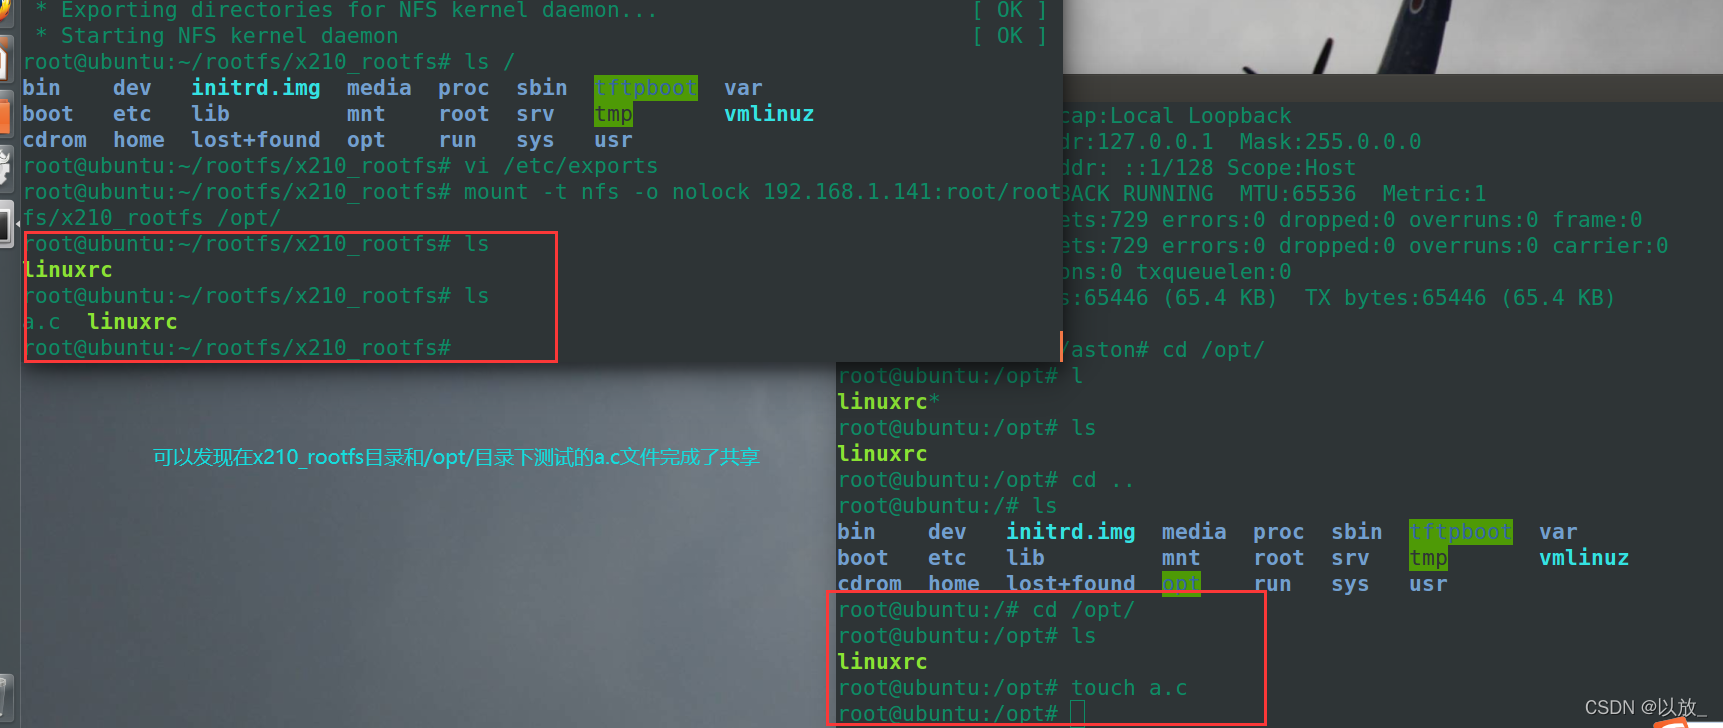 * Exporting directories for NFS kernel daemon... [ OK ]
* Starting NFS kernel daemon [ OK ]
root@ubuntu:~/rootfs/x210_rootfs# ls /
bin dev initrd.img media proc sbin tftpboot var
boot etc lib mnt root srv tmp vmlinuz
cdrom home lost+found opt run sys usr
root@ubuntu:~/rootfs/x210_rootfs# vi /etc/exports
root@ubuntu:~/rootfs/x210_rootfs# mount -t nfs -o nolock 192.168.1.141:root/root
fs/x210_rootfs /opt/
root@ubuntu:~/rootfs/x210_rootfs# ls
linuxrc
root@ubuntu:~/rootfs/x210_rootfs# ls
a.c linuxrc
root@ubuntu:~/rootfs/x210_rootfs#
可以发现在x210_rootfs目录和/opt/目录下测试的a.c文件完成了共享
cap:Local Loopback
dr:127.0.0.1 Mask:255.0.0.0
ddr: ::1/128 Scope:Host
BACK RUNNING MTU:65536 Metric:1
ets:729 errors:0 dropped:0 overruns:0 frame:0
ets:729 errors:0 dropped:0 overruns:0 carrier:0
ons:0 txqueuelen:0
s:65446 (65.4 KB) TX bytes:65446 (65.4 KB)
/aston# cd /opt/
root@ubuntu:/opt# l
linuxrc*
root@ubuntu:/opt# ls
linuxrc
root@ubuntu:/opt# cd ..
root@ubuntu:/# ls
bin dev initrd.img media proc sbin tftpboot var
boot etc lib mnt root srv tmp vmlinuz
cdrom home lost+found opt run sys usr
root@ubuntu:/# cd /opt/
root@ubuntu:/opt# ls
linuxrc
root@ubuntu:/opt# touch a.c
root@ubuntu:/opt#
CSDN @以放_